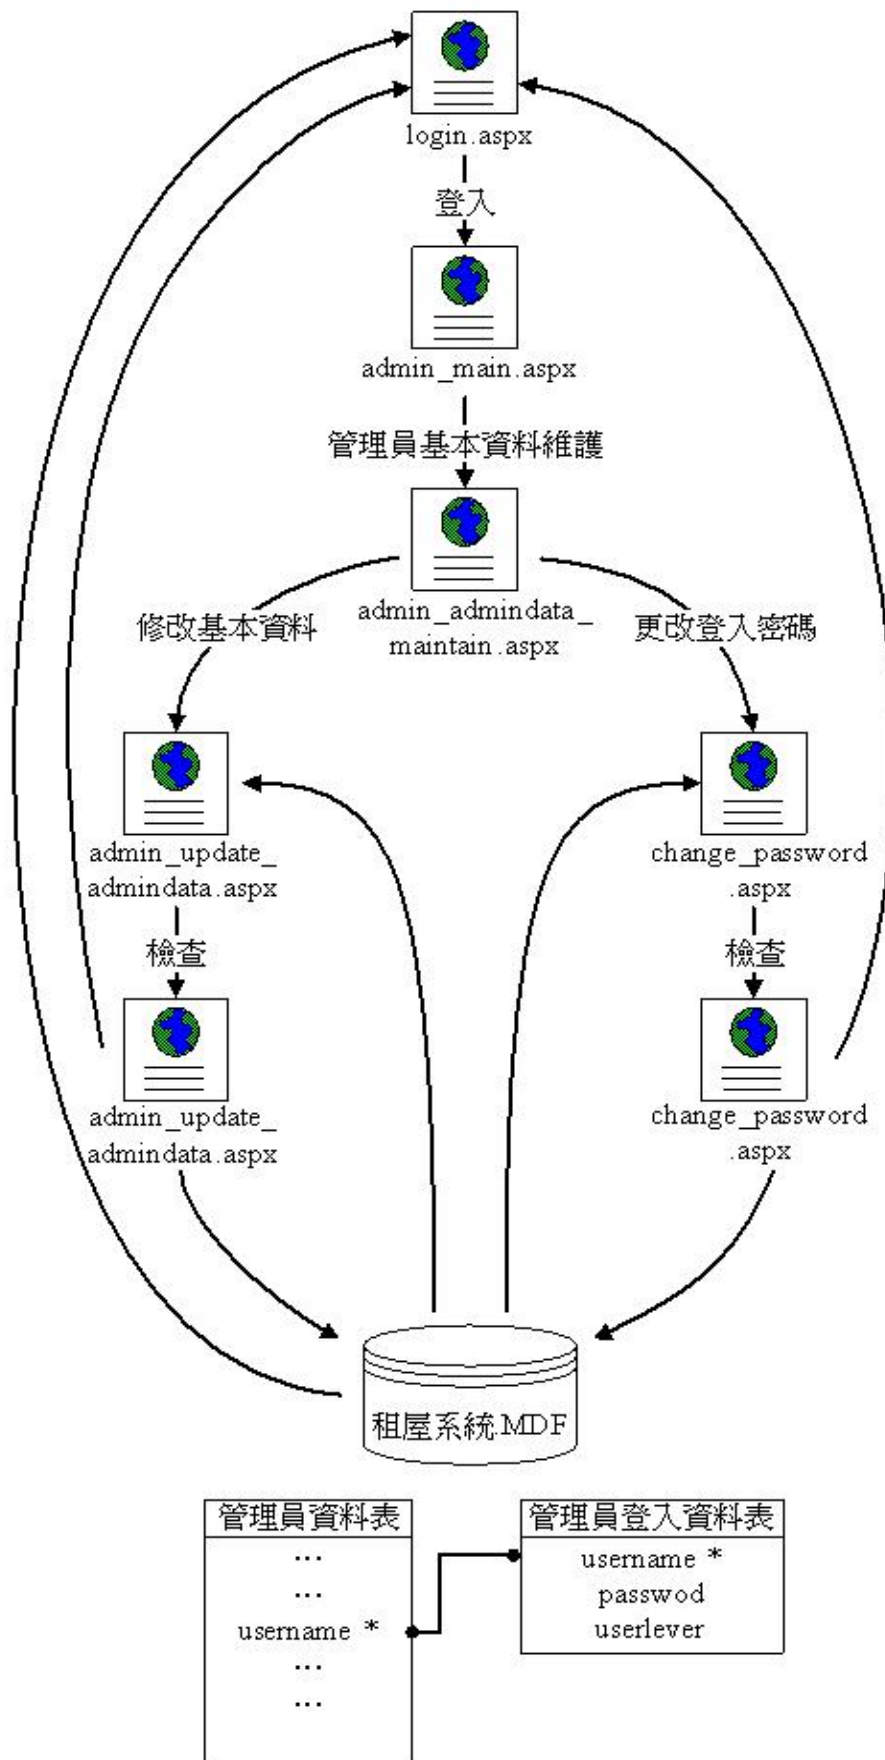 login.aspx
登入
admin_main.aspx
管理員基本資料維護
admin_admindata_
maintain.aspx
修改基本資料
更改登入密碼
admin_update_
admindata.aspx
change_password
.aspx
檢查
檢查
admin_update_
admindata.aspx
change_password
.aspx
租屋系統.MDF
管理員資料表
...
...
username *
...
...
管理員登入資料表
username *
passwod
userlever